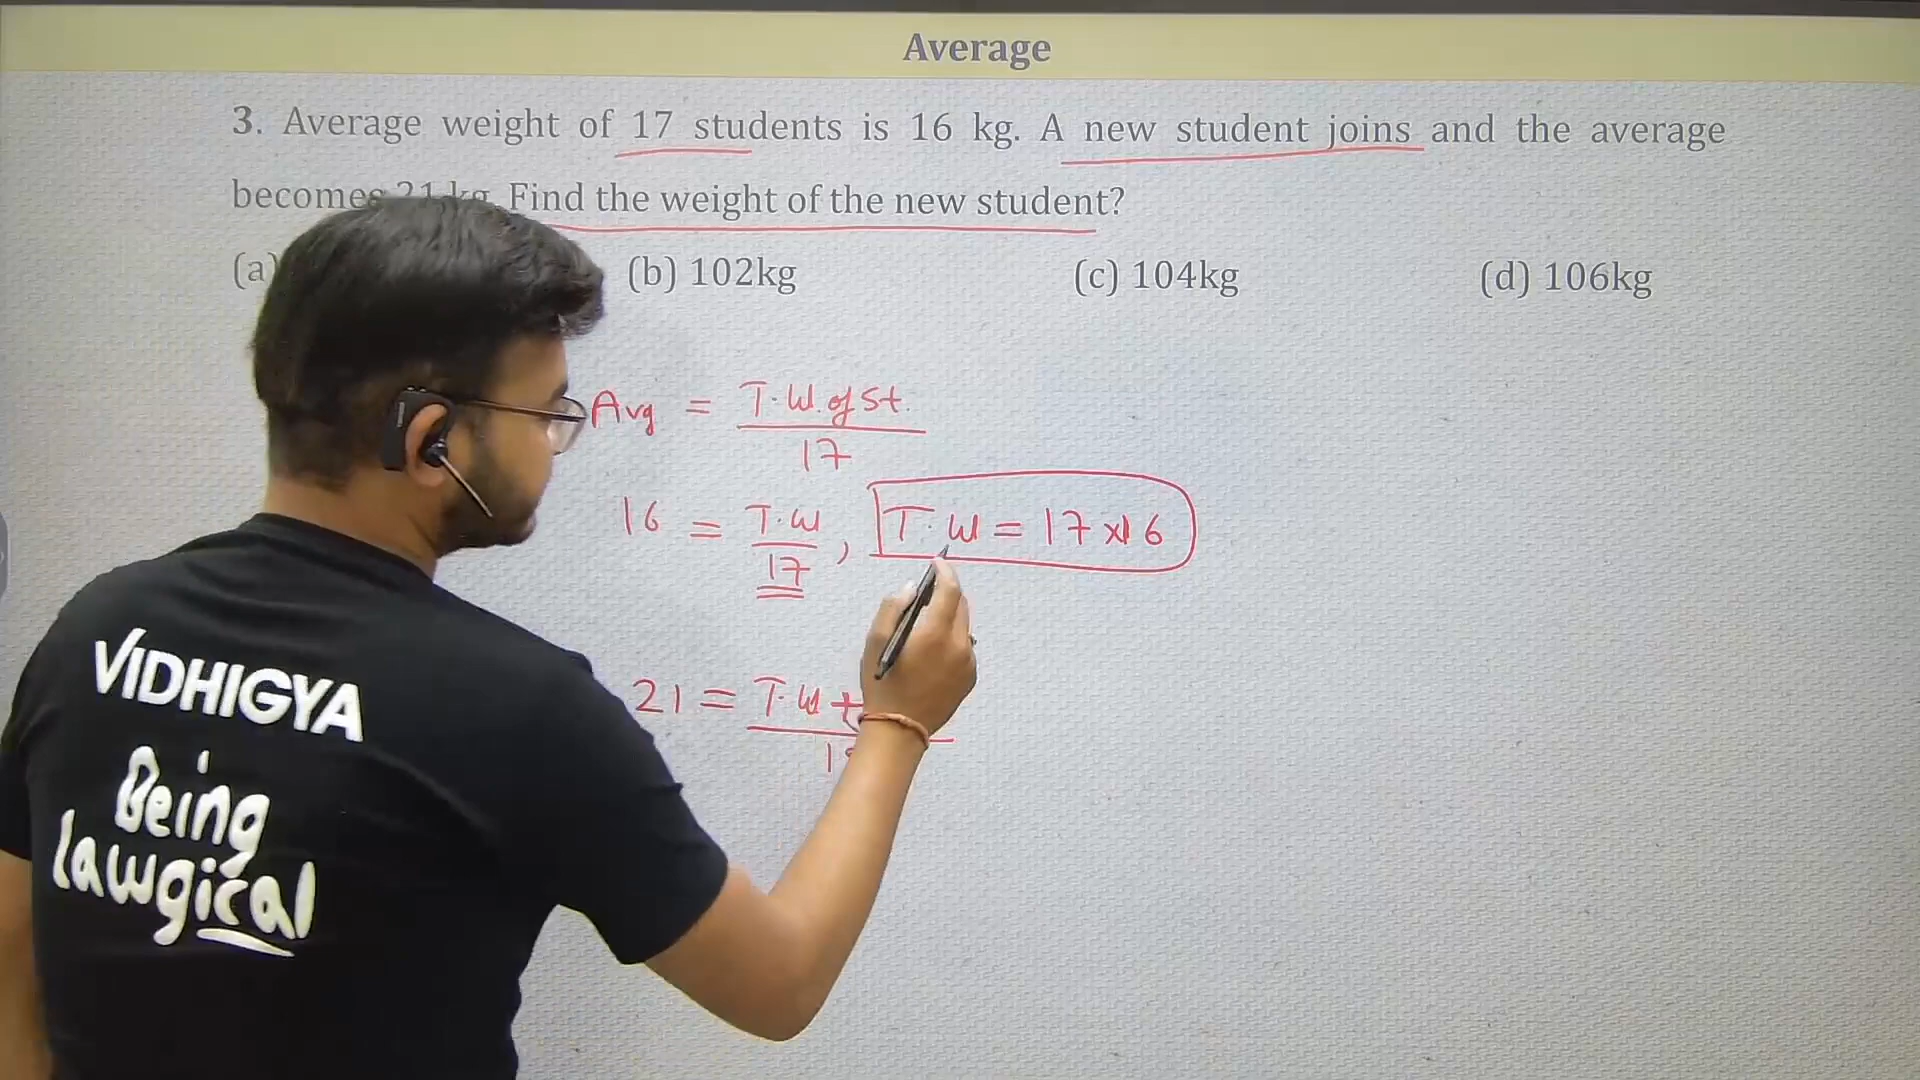 Average
3. Average weight of 17 students is 16 kg. A new student joins and the average
becomes 21 kg. Find the weight of the new student?
(a) (b) 102kg (c) 104kg (d) 106kg
Avg = T.W. of St. / 17
16 = T.W / 17 , T.W = 17 x 16
21 = T.W +
VIDHIGYA
Being
Lawgical